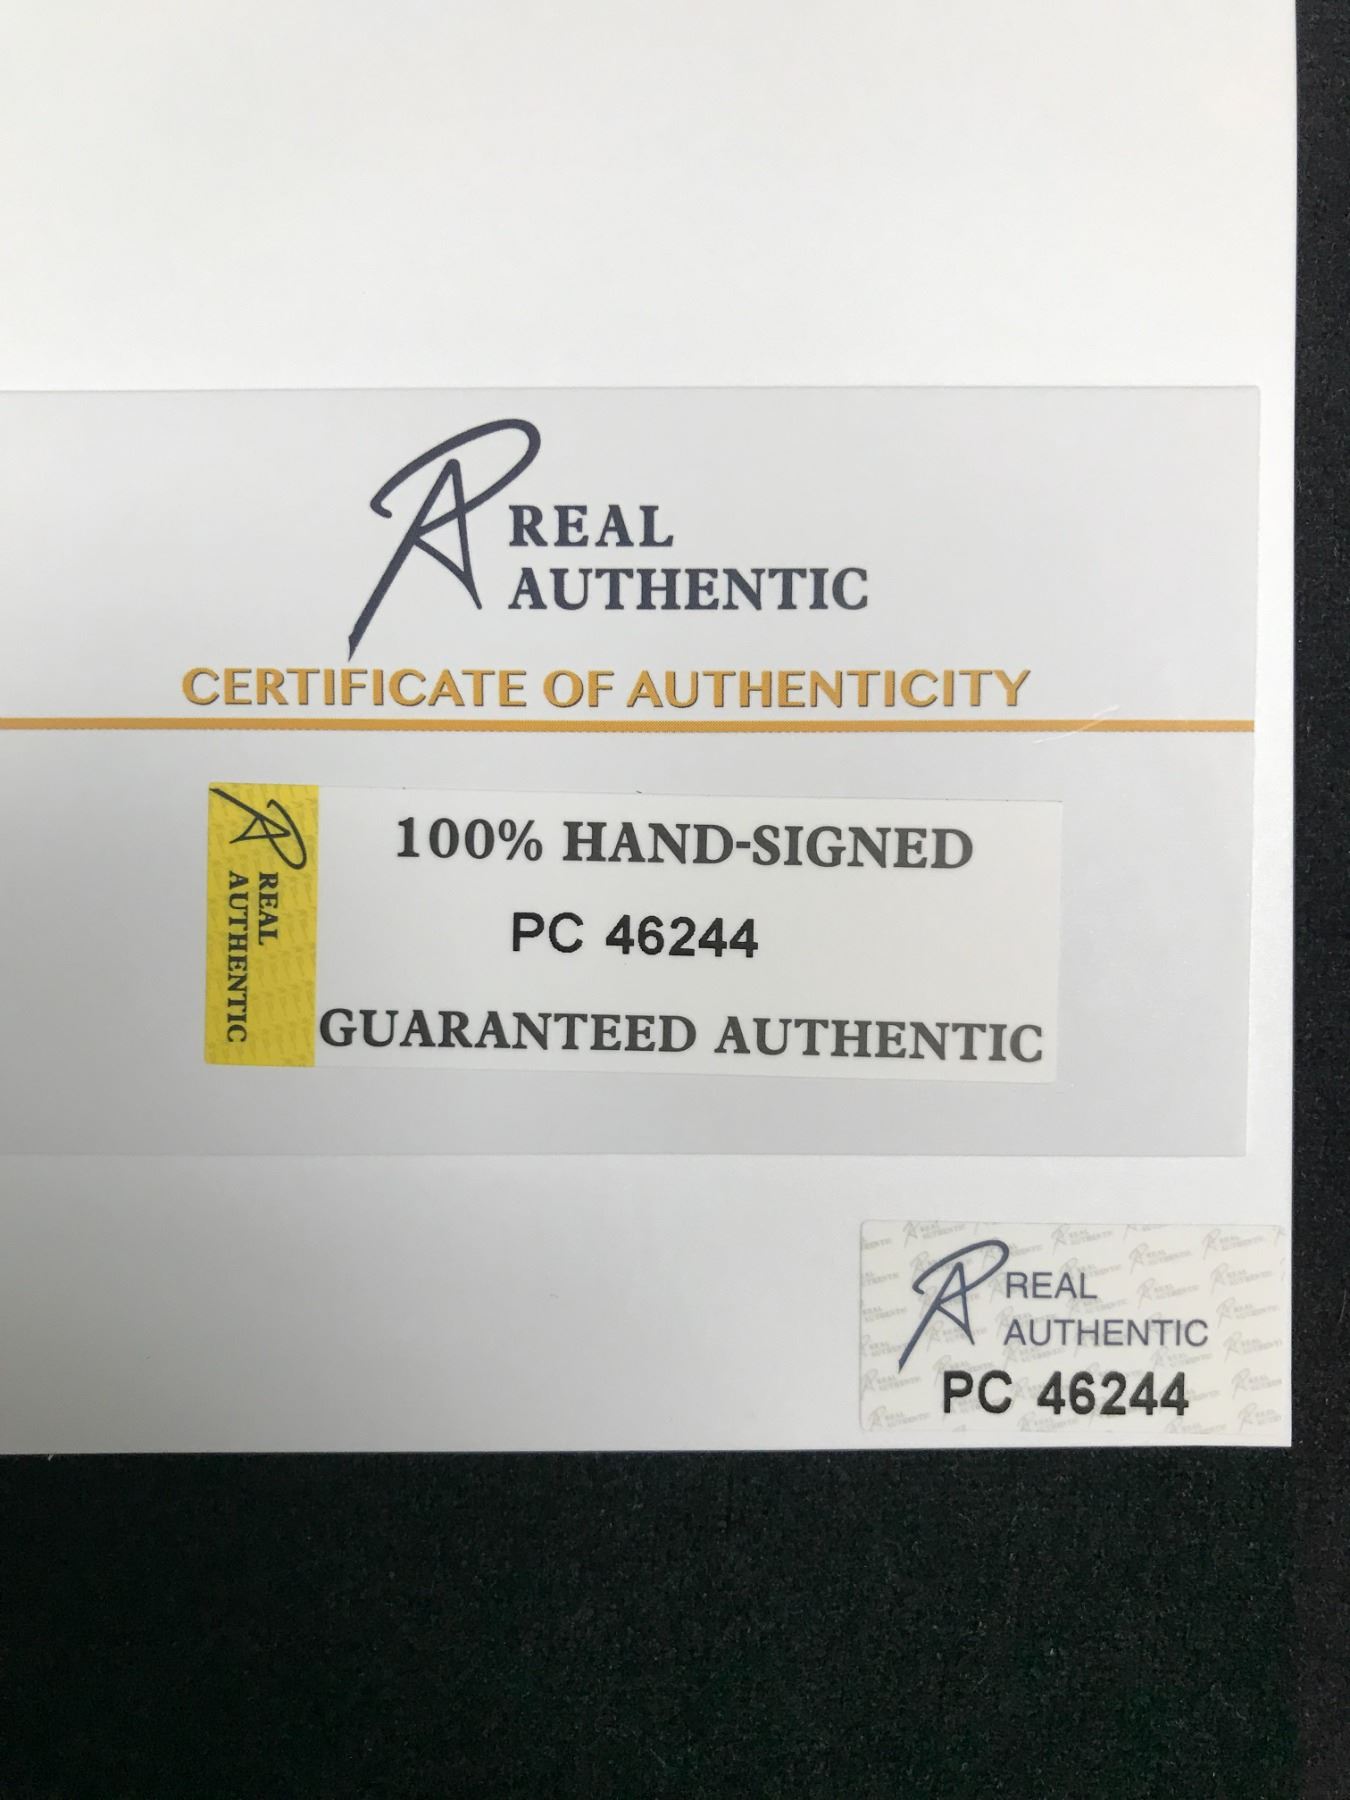 REAL
AUTHENTIC
CERTIFICATE OF AUTHENTICITY
REAL
AUTHENTIC
100% HAND-SIGNED
PC 46244
GUARANTEED AUTHENTIC
REAL
AUTHENTIC
PC 46244